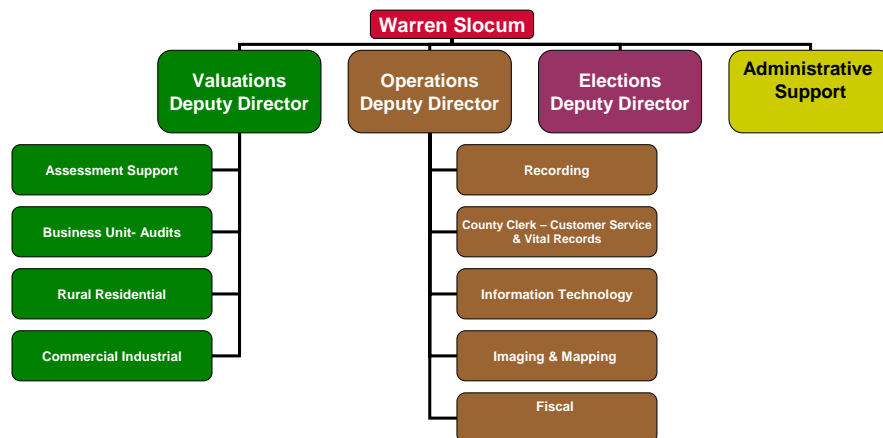 Warren Slocum
Valuations
Deputy Director
Operations
Deputy Director
Elections
Deputy Director
Administrative
Support
Assessment Support
Business Unit- Audits
Rural Residential
Commercial Industrial
Recording
County Clerk – Customer Service
& Vital Records
Information Technology
Imaging & Mapping
Fiscal